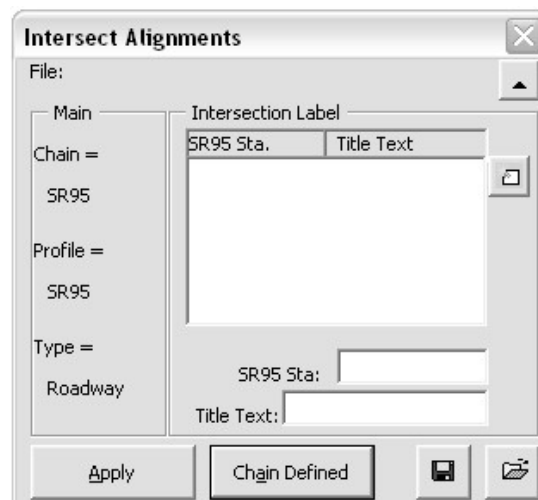 Intersect Alignments
File:
Main
Chain =
SR95
Profile =
SR95
Type =
Roadway
Intersection Label
SR95 Sta. Title Text
SR95 Sta:
Title Text:
Apply
Chain Defined